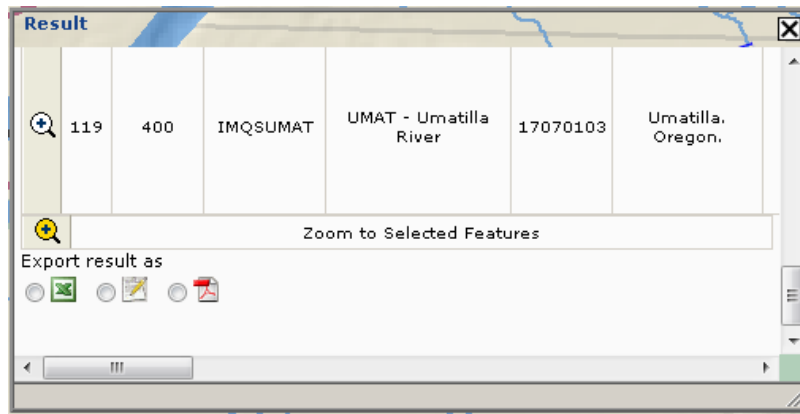 Result
119 400 IMQSUMAT UMAT - Umatilla River 17070103 Umatilla. Oregon.
Zoom to Selected Features
Export result as